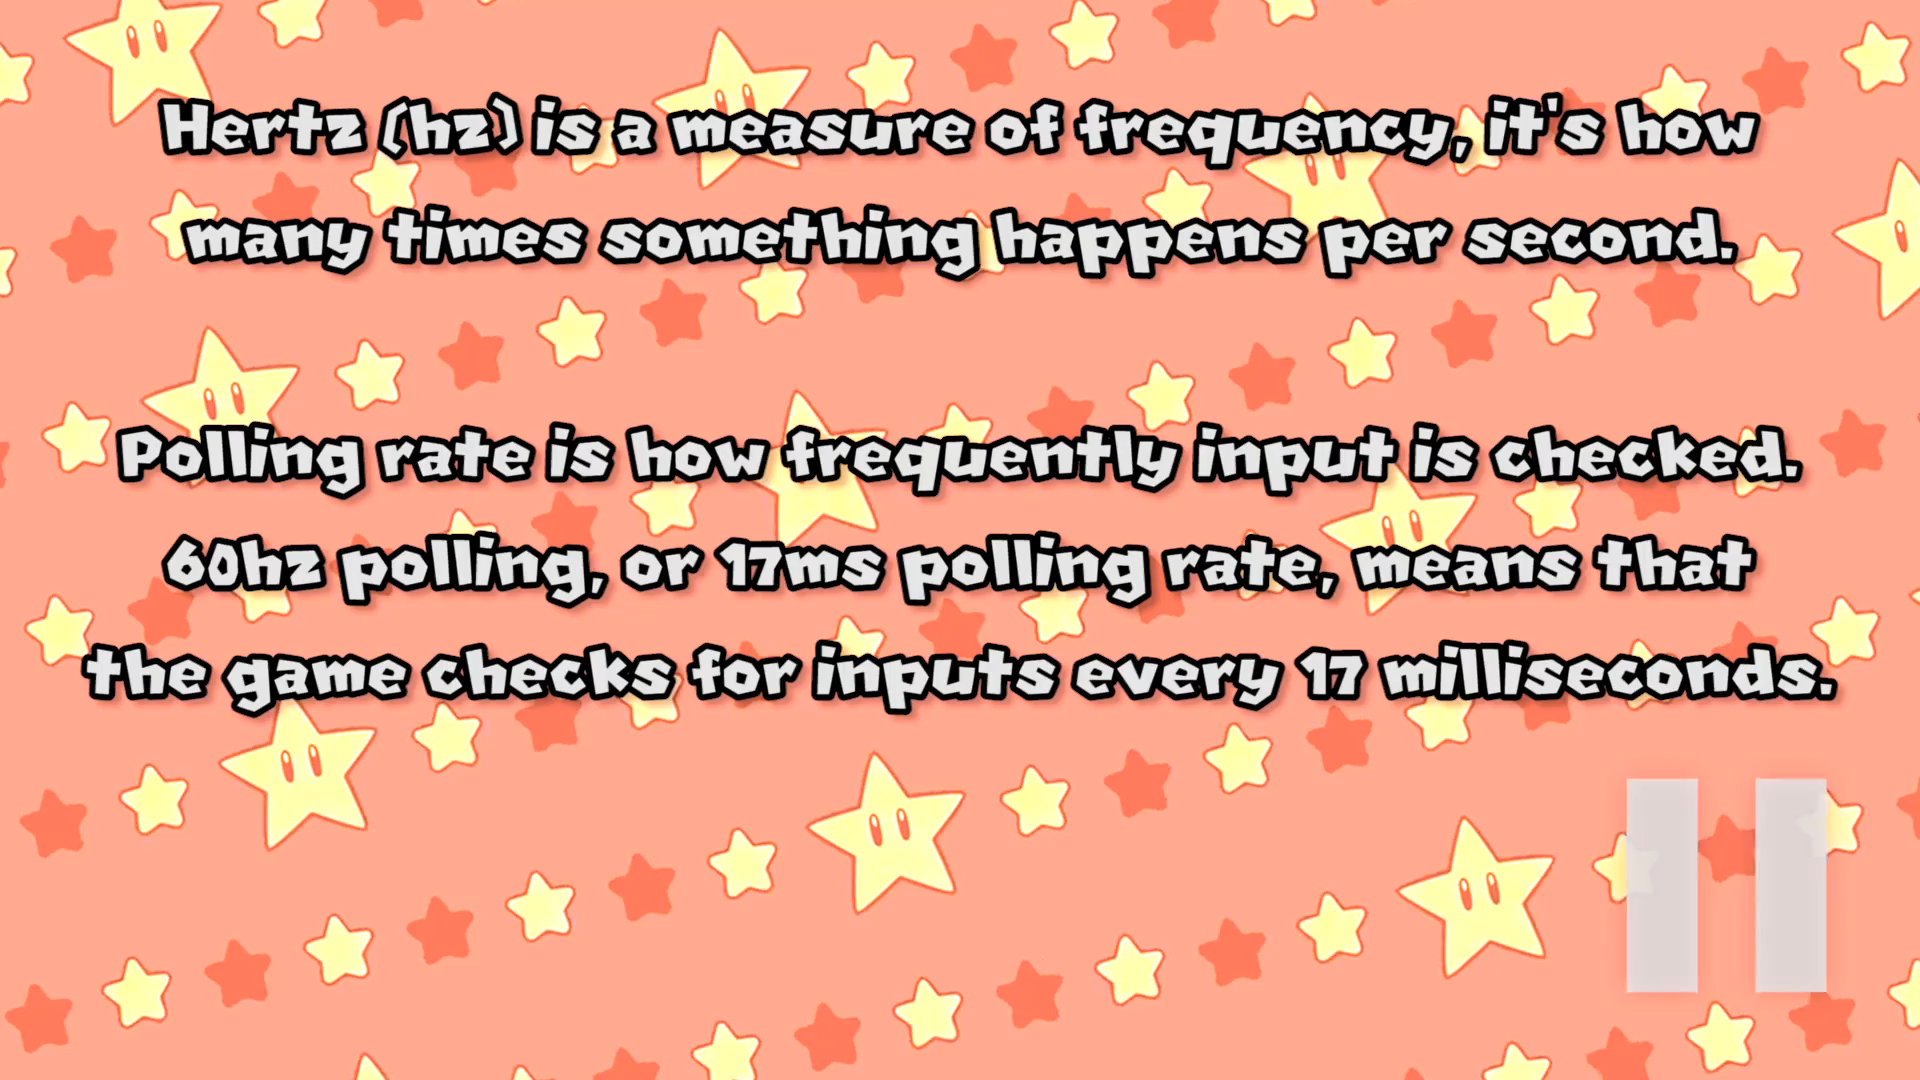 Hertz (hz) is a measure of frequency, it's how
many times something happens per second.
Polling rate is how frequently input is checked.
60hz polling, or 17ms polling rate, means that
the game checks for inputs every 17 milliseconds.